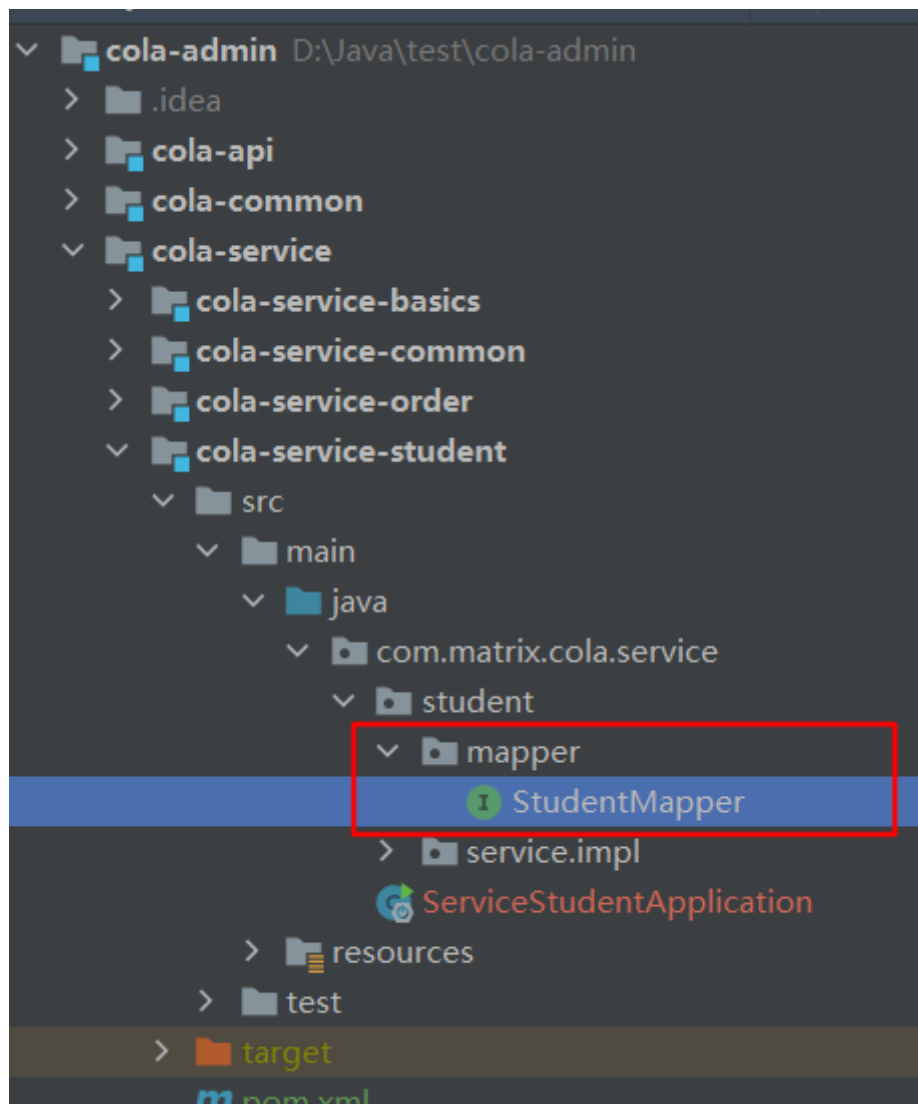 cola-admin D:\Java\test\cola-admin
.idea
cola-api
cola-common
cola-service
cola-service-basics
cola-service-common
cola-service-order
cola-service-student
src
main
java
com.matrix.cola.service
student
mapper
I StudentMapper
service.impl
ServiceStudentApplication
resources
test
target
m pom.xml